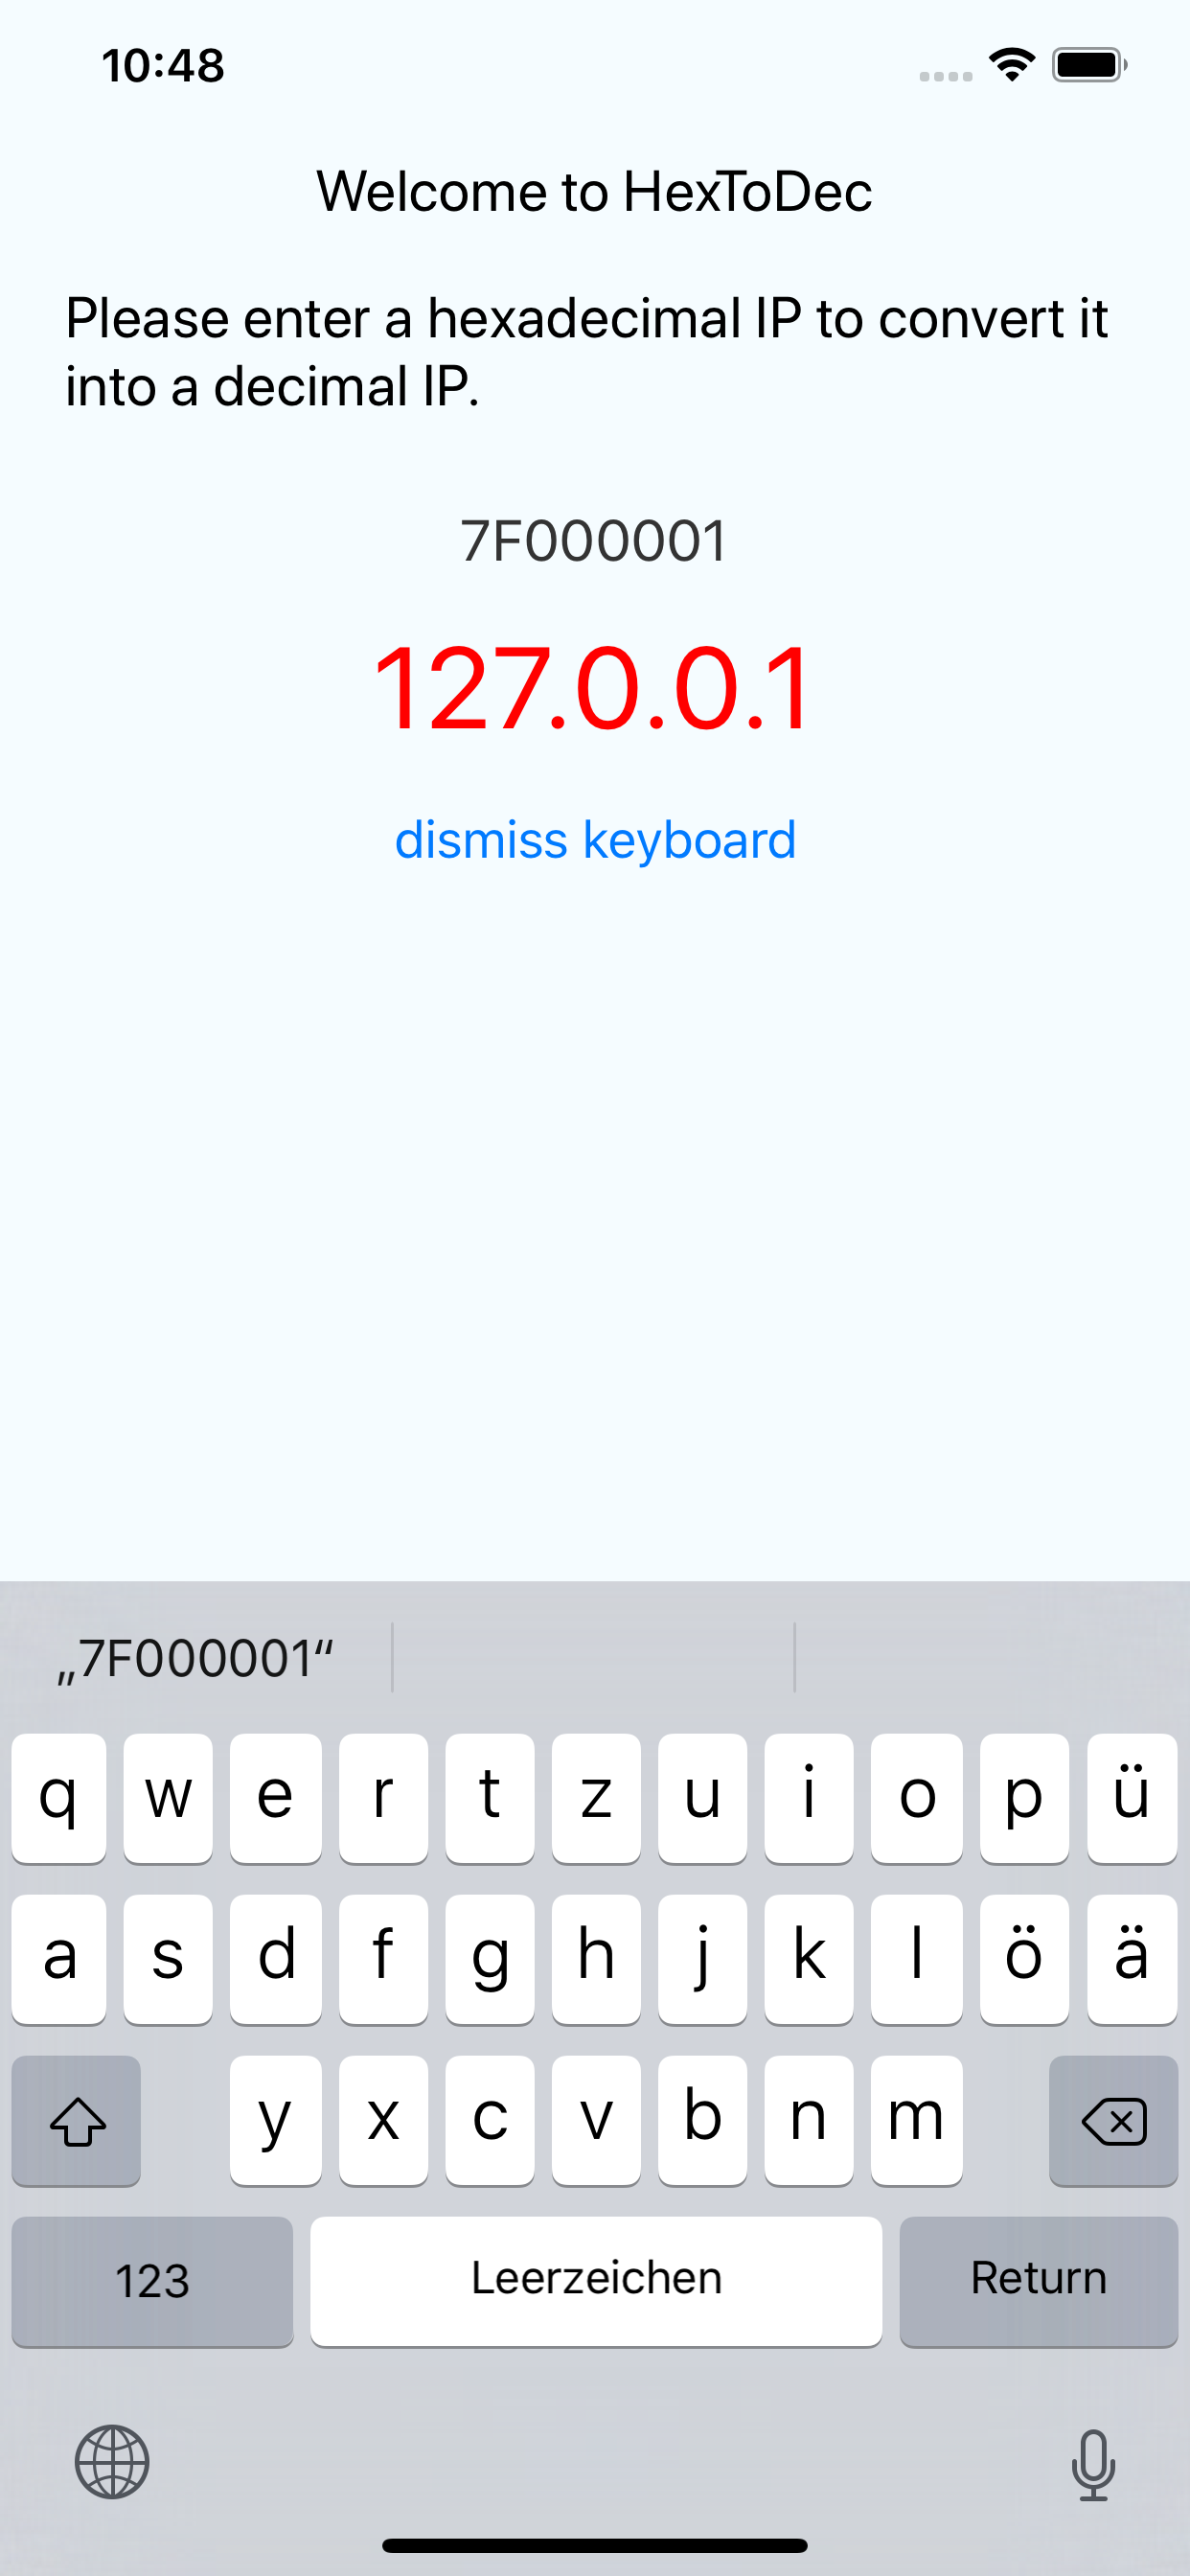 10:48
Welcome to HexToDec
Please enter a hexadecimal IP to convert it
into a decimal IP.
7F000001
127.0.0.1
dismiss keyboard
„7F000001“
q w e r t z u i o p ü
a s d f g h j k l ö ä
y x c v b n m
123 Leerzeichen Return